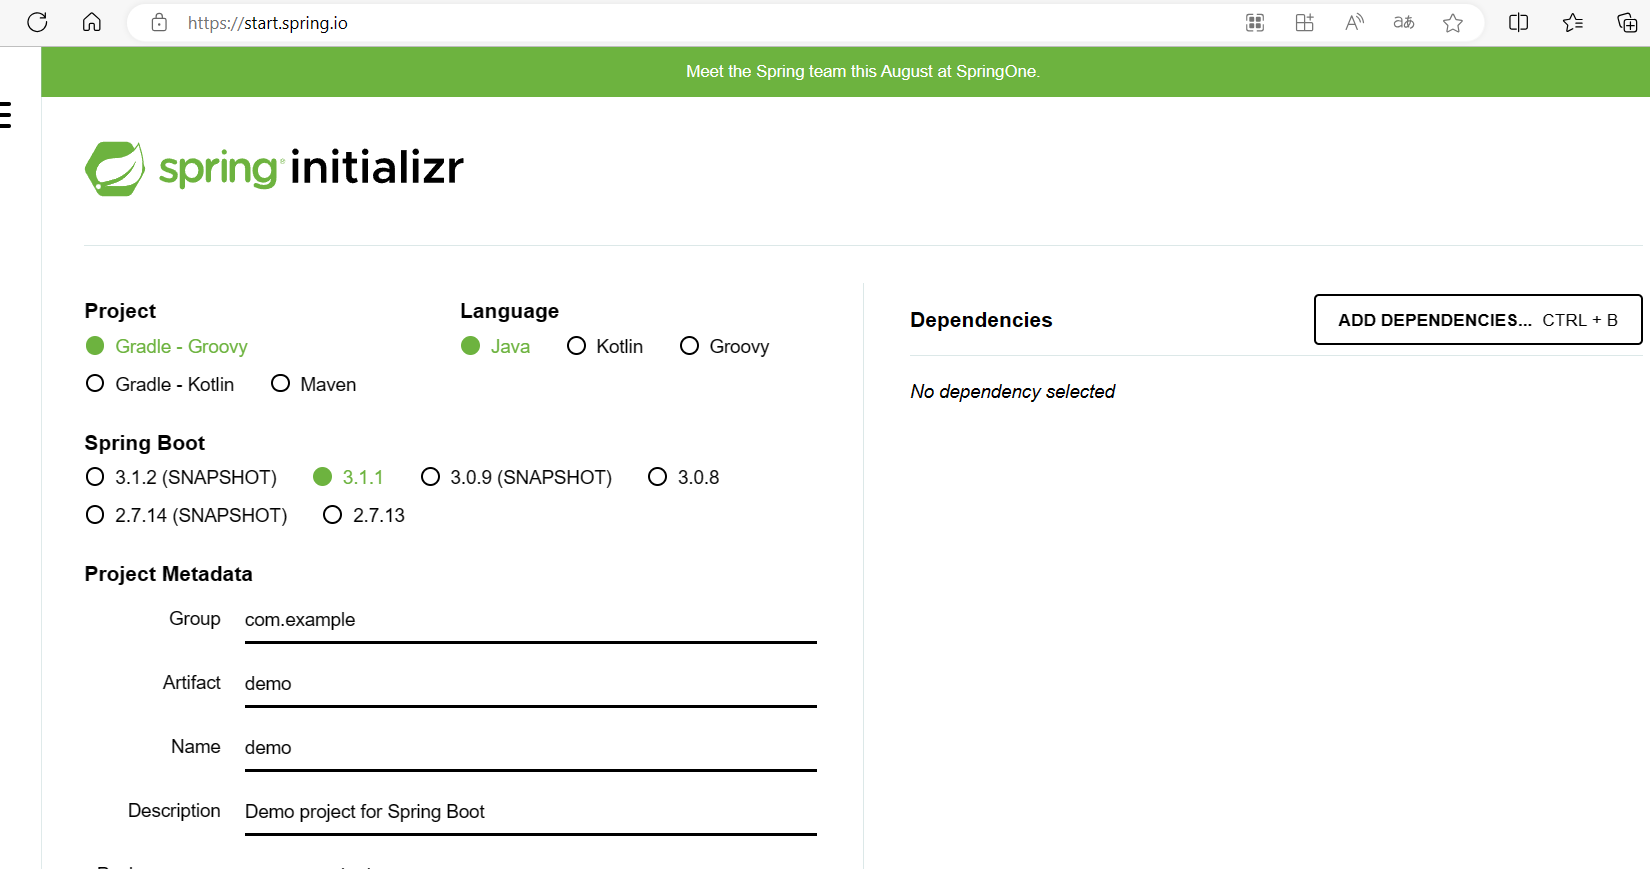 https://start.spring.io
Meet the Spring team this August at SpringOne.
spring initializr
Project
Gradle - Groovy
Gradle - Kotlin Maven
Language
Java Kotlin Groovy
Spring Boot
3.1.2 (SNAPSHOT) 3.1.1 3.0.9 (SNAPSHOT) 3.0.8
2.7.14 (SNAPSHOT) 2.7.13
Project Metadata
Group com.example
Artifact demo
Name demo
Description Demo project for Spring Boot
Dependencies
ADD DEPENDENCIES... CTRL + B
No dependency selected